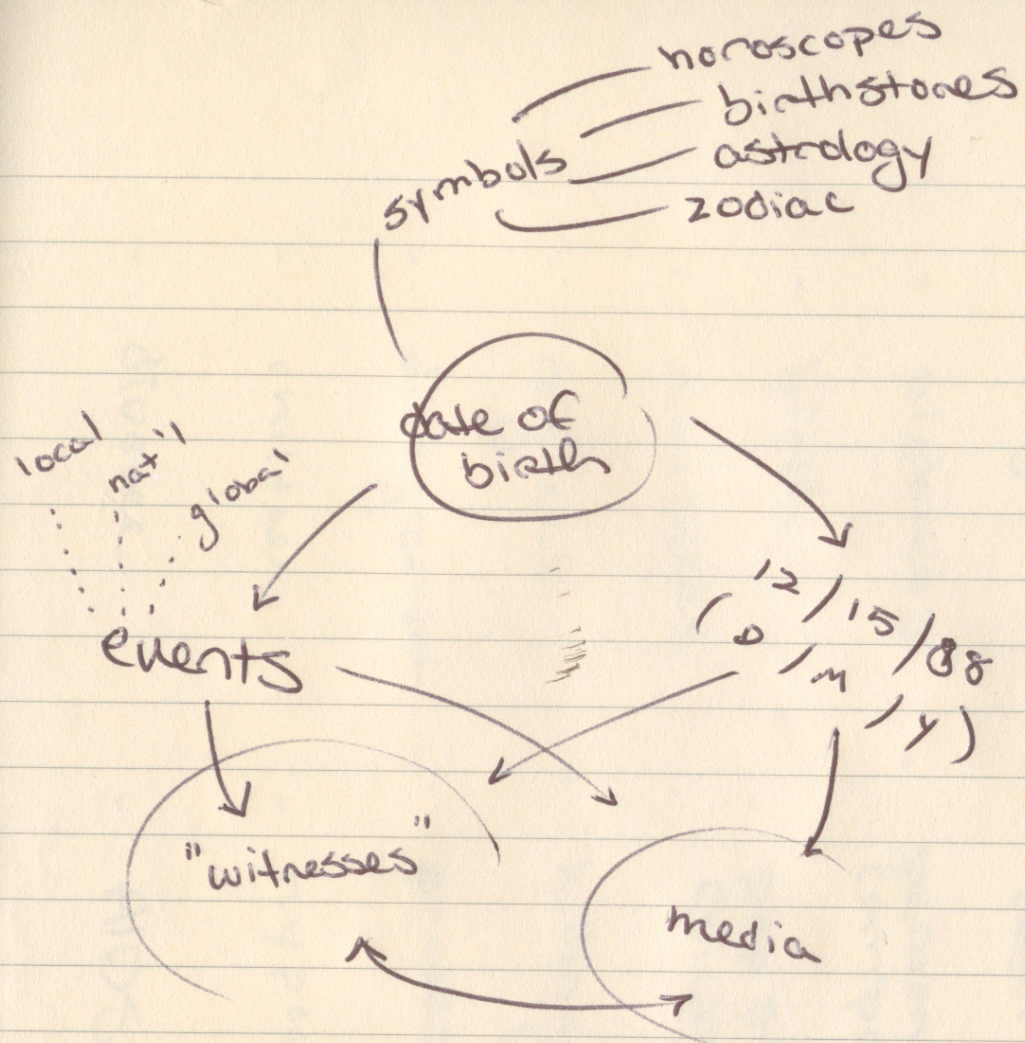 horoscopes
birthstones
symbols
astrology
zodiac
date of
birth
local
nat'l
global
12/15/88
(D/M/Y)
events
"witnesses"
media